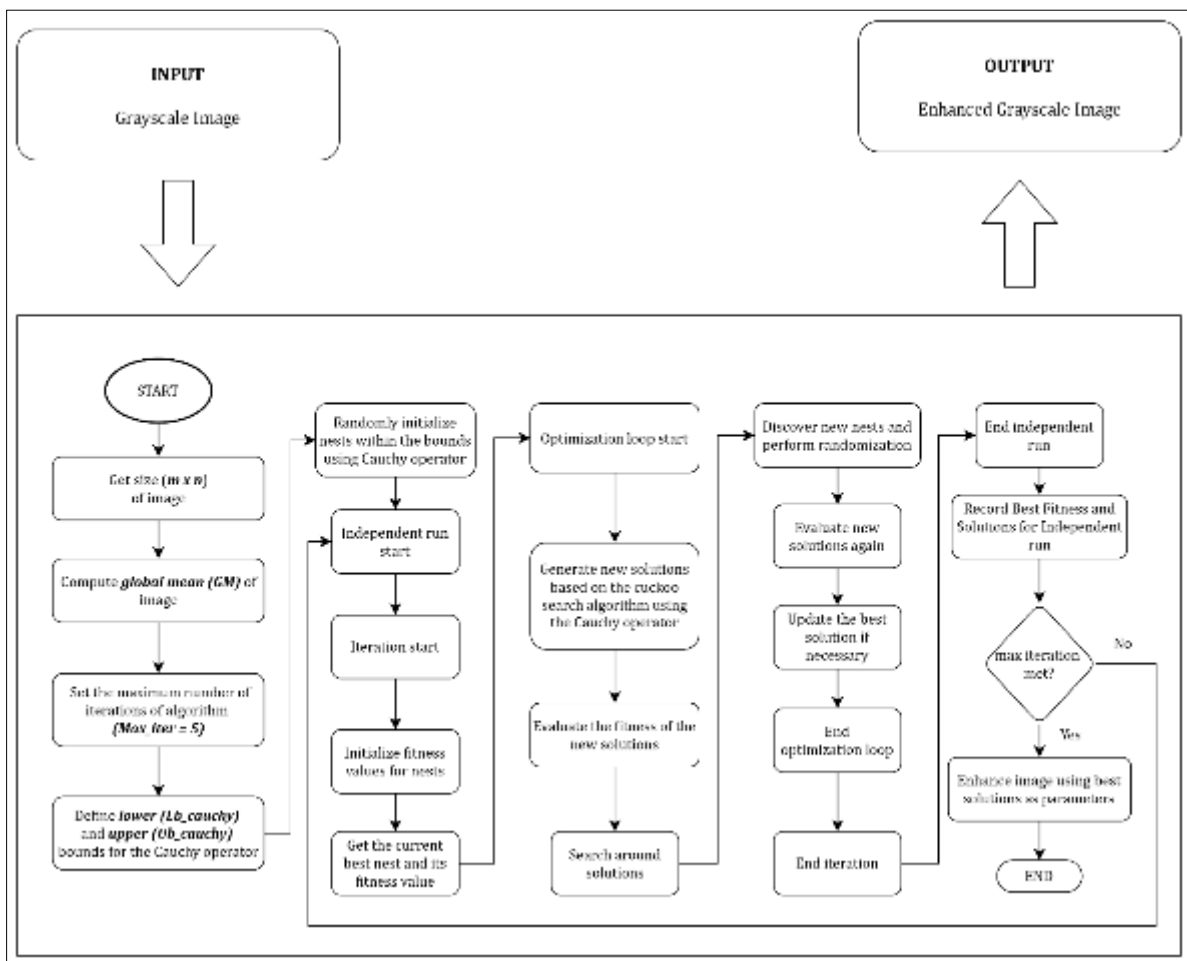 INPUT
Grayscale Image
OUTPUT
Enhanced Grayscale Image
START
Get size (m x n)
of image
Compute global mean (GM) of
image
Set the maximum number of
iterations of algorithm
(Max_iter = 5)
Define lower (Lb_cauchy)
and upper (Ub_cauchy)
bounds for the Cauchy operator
Randomly initialize
nests within the bounds
using Cauchy operator
Independent run
start
Iteration start
Initialize fitness
values for nests
Get the current
best nest and its
fitness value
Optimization loop start
Generate new solutions
based on the cuckoo
search algorithm using
the Cauchy operator
Evaluate the fitness of the
new solutions
Search around
solutions
Discover new nests and
perform randomization
Evaluate new
solutions again
Update the best
solution if
necessary
End
optimization loop
End iteration
End independent
run
Record Best Fitness and
Solutions for Independent
run
max iteration
met?
No
Yes
Enhance image using best
solutions as parameters
END